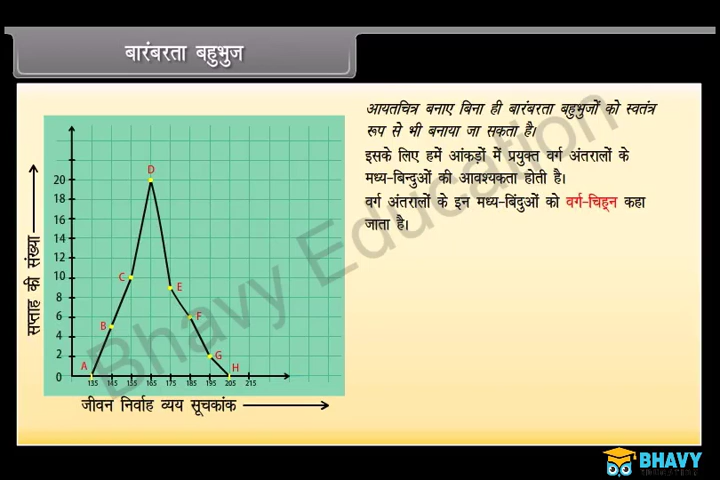 बारंबरता बहुभुज
आयतचित्र बनाए बिना ही बारंबरता बहुभुजों को स्वतंत्र
रूप से भी बनाया जा सकता है।
इसके लिए हमें आंकड़ों में प्रयुक्त वर्ग अंतरालों के
मध्य-बिन्दुओं की आवश्यकता होती है।
वर्ग अंतरालों के इन मध्य-बिंदुओं को वर्ग-चिह्न कहा
जाता है।
सप्ताह की संख्या
20
18
16
14
12
10
8
6
4
2
0
A
B
C
D
E
F
G
H
135 145 155 165 175 185 195 205 215
जीवन निर्वाह व्यय सूचकांक
Bhavy Education
BHAVY
EDUCATION